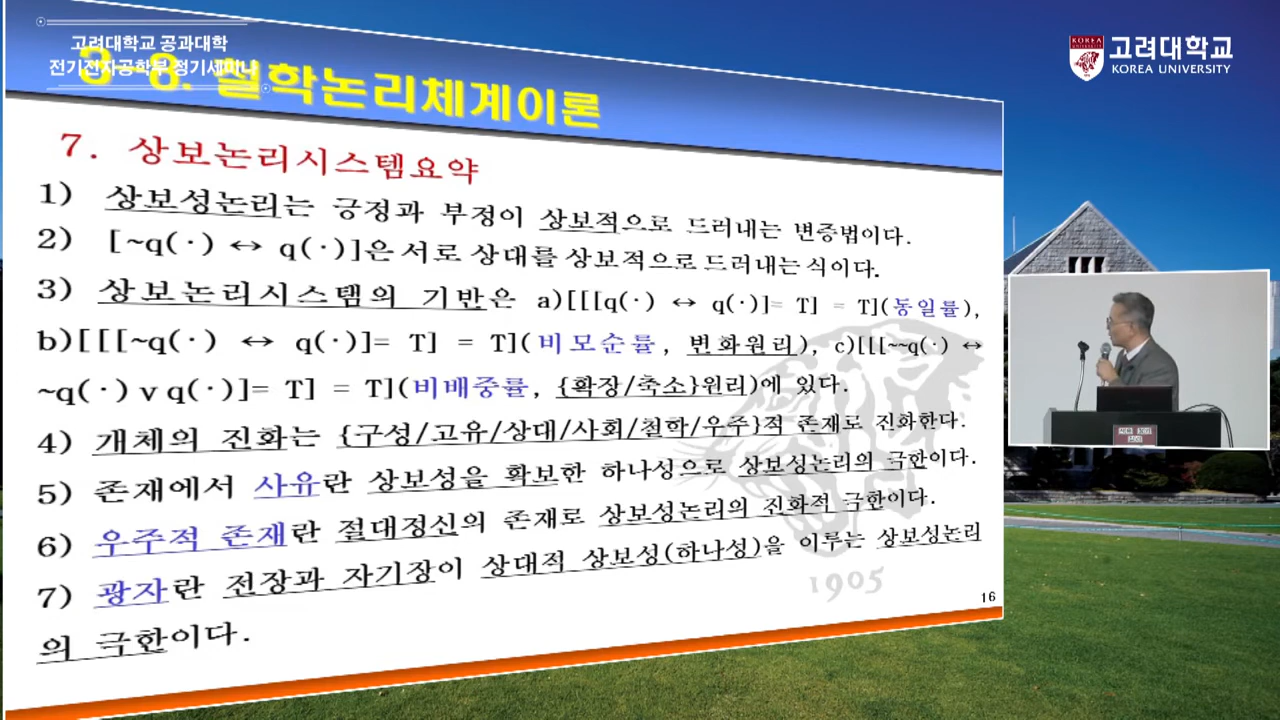 고려대학교 공과대학
전기전자공학부 정기세미나
고려대학교
KOREA UNIVERSITY
KOREA
3-8. 철학논리체계이론
7. 상보논리시스템요약
1) 상보성논리는 긍정과 부정이 상보적으로 드러내는 변증법이다.
2) [~q(·) ↔ q(·)]은 서로 상대를 상보적으로 드러내는 식이다.
3) 상보논리시스탬의 기반은 a)[[[q(·) ↔ q(·)]= T] = T](동일률),
b)[[[~q(·) ↔ q(·)]= T] = T](비모순률, 변화원리), c)[[[~~q(·) ↔
~q(·) v q(·)]= T] = T](비배중률, {확장/축소}원리)에 있다.
4) 개체의 진화는 {구성/고유/상대/사회/철학/우주}적 존재로 진화한다.
5) 존재에서 사유란 상보성을 확보한 하나성으로 상보성논리의 극한이다.
6) 우주적 존재란 절대정신의 존재로 상보성논리의 진화적 극한이다.
7) 광자란 전장과 자기장이 상대적 상보성(하나성)을 이루는 상보성논리
의 극한이다.
1905
16